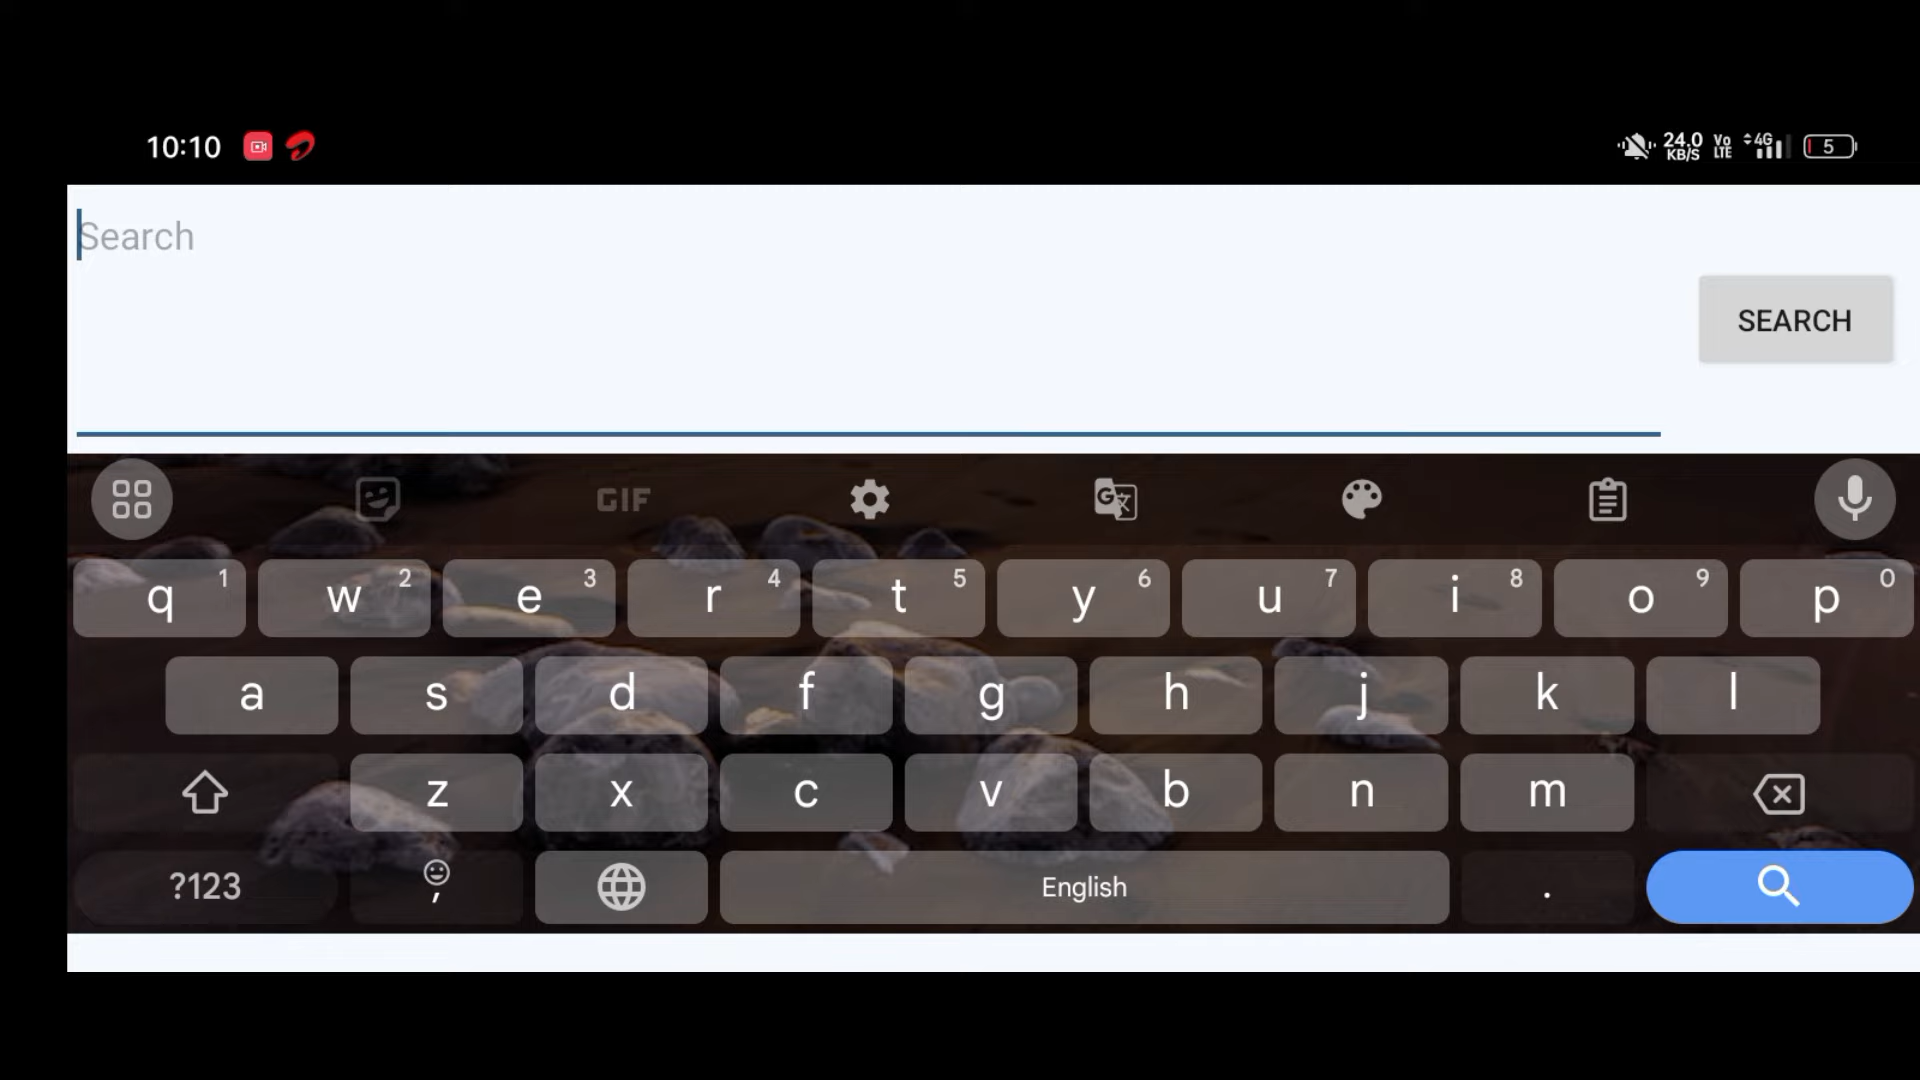 10:10 24.0 KB/S Vo LTE 4G 5
Search
SEARCH
GIF G
q 1 w 2 e 3 r 4 t 5 y 6 u 7 i 8 o 9 p 0
a s d f g h j k l
z x c v b n m
?123 , English .